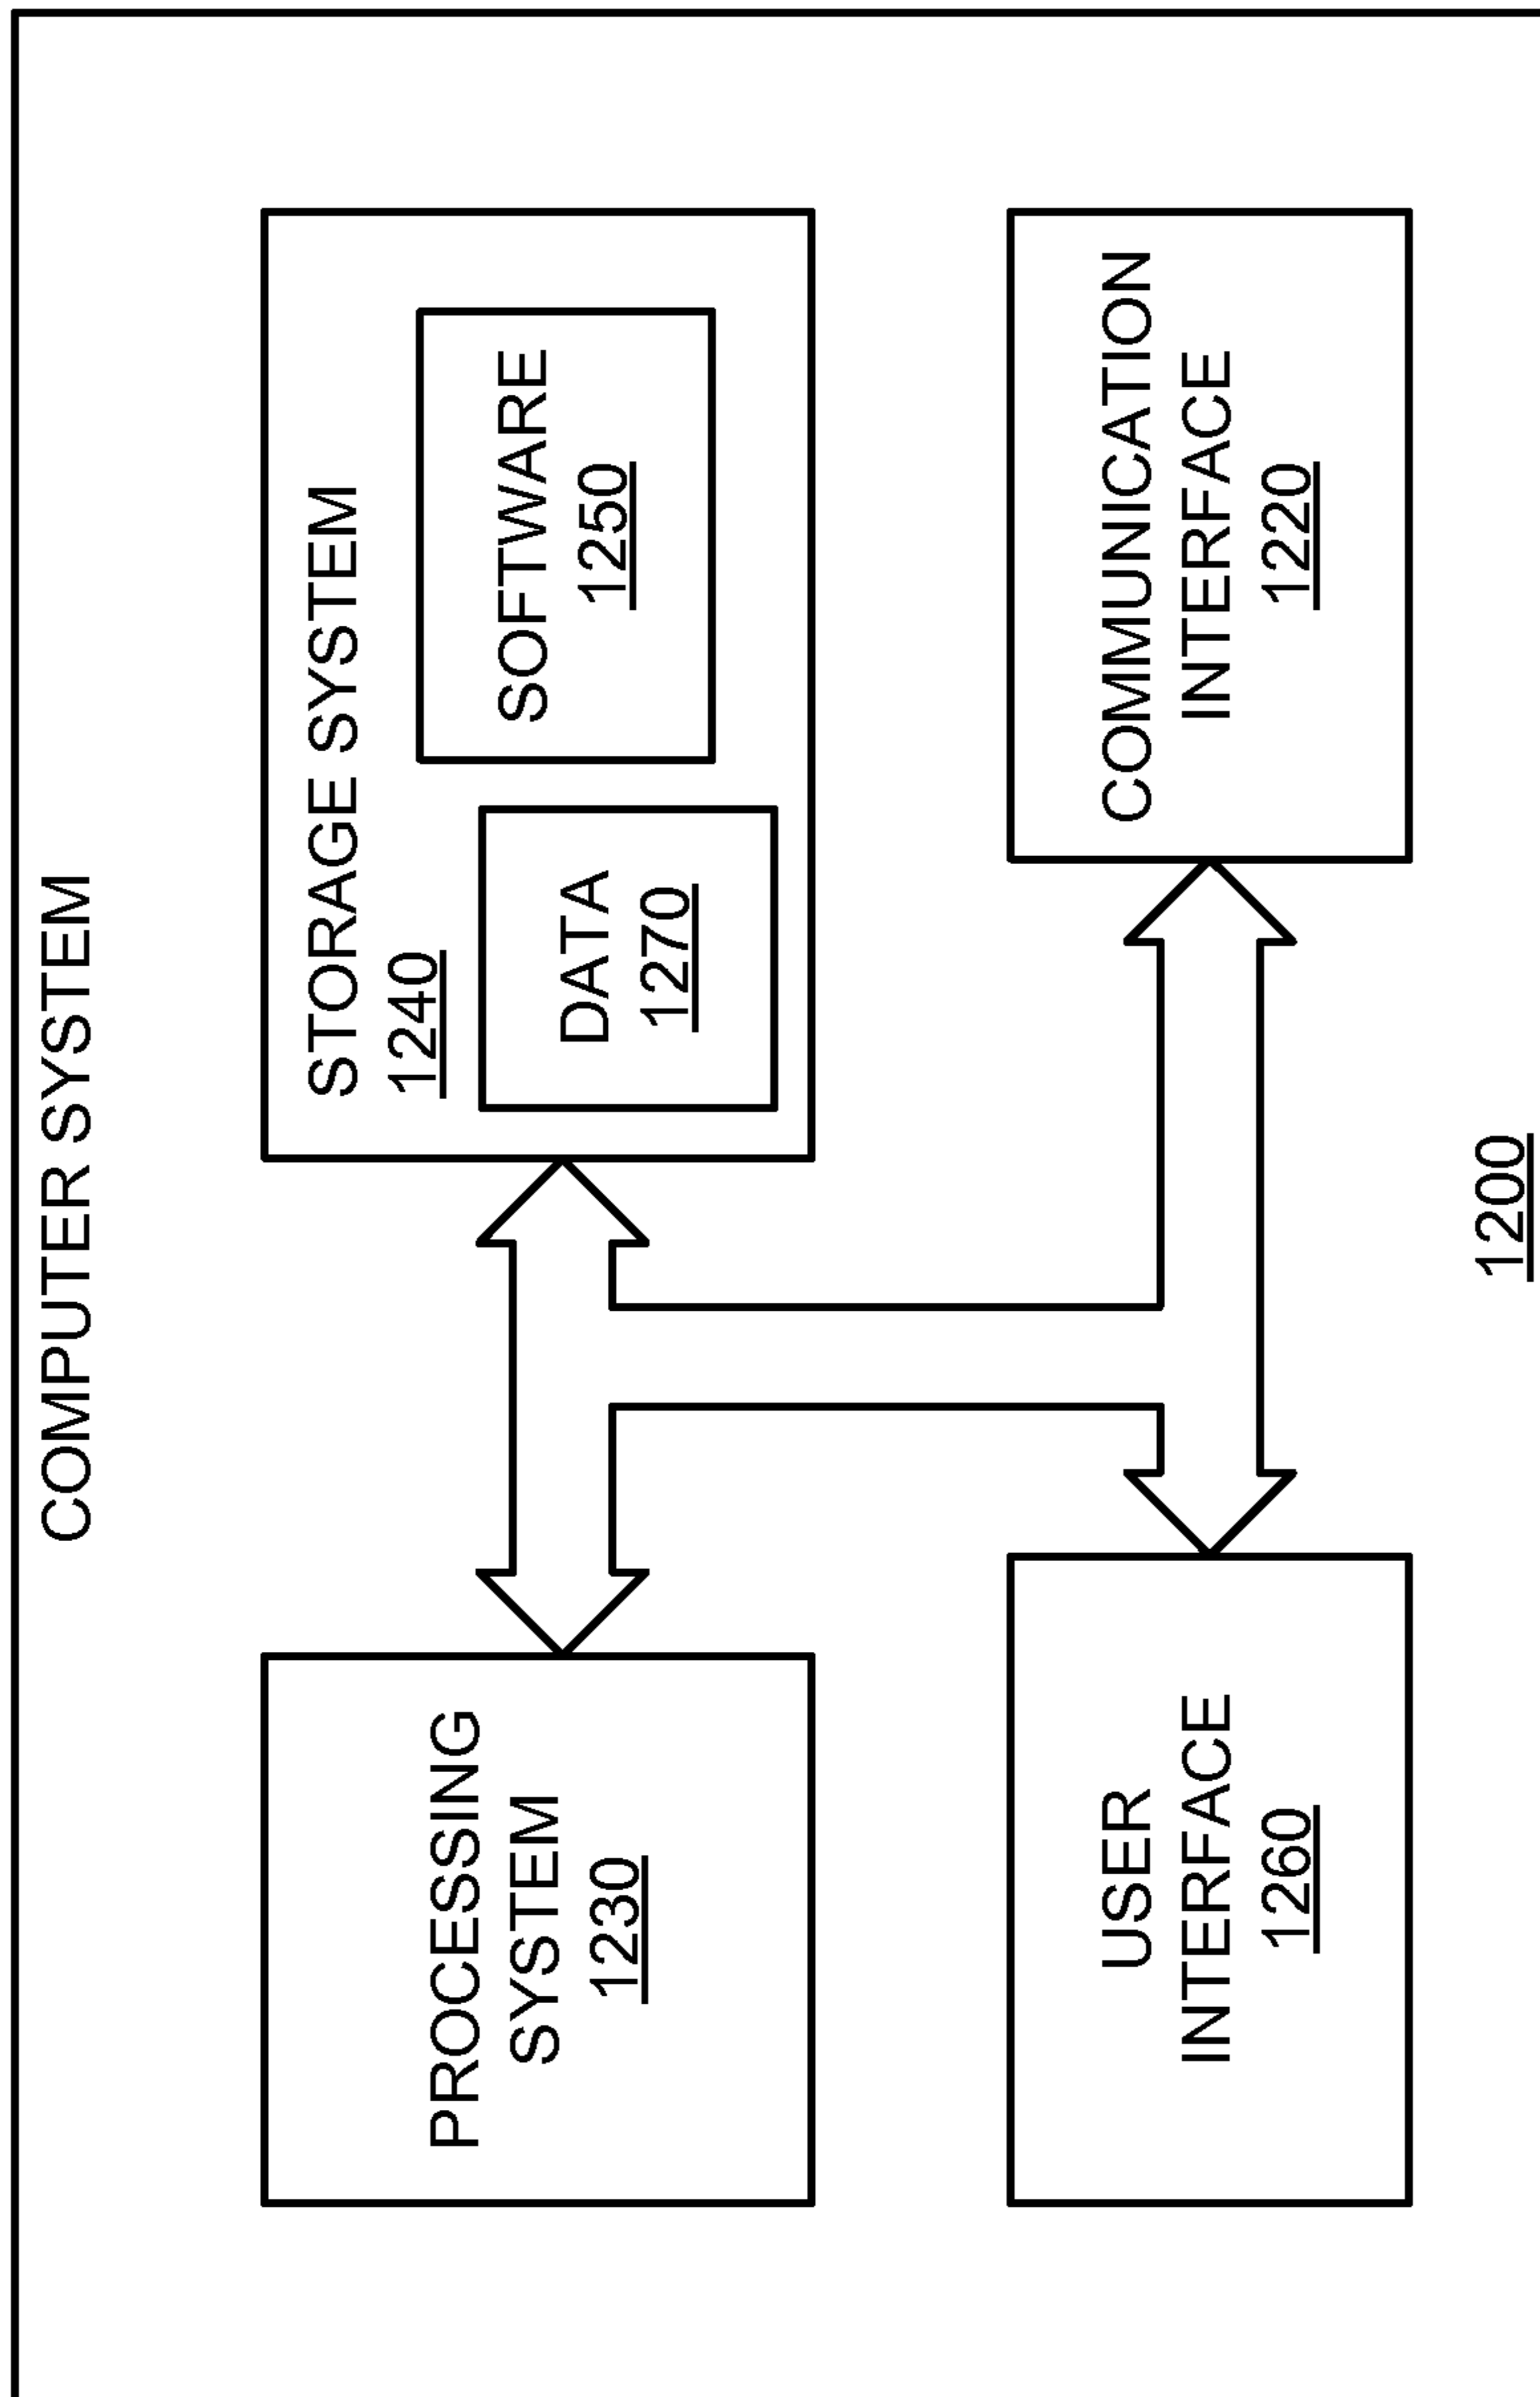 COMPUTER SYSTEM
PROCESSING
SYSTEM
1230
STORAGE SYSTEM
1240
DATA
1270
SOFTWARE
1250
USER
INTERFACE
1260
COMMUNICATION
INTERFACE
1220
1200